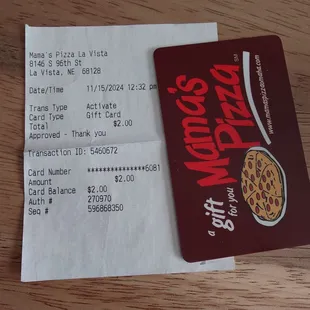 Mama's Pizza La Vista
8146 S 96th St
La Vista, NE 68128
Date/Time 11/15/2024 12:32 pm
Trans Type Activate
Card Type Gift Card
Total $2.00
Approved - Thank you
Transaction ID: 5460672
Card Number ***************6081
Amount $2.00
Card Balance $2.00
Auth # 270970
Seq # 596868350
Mama's
Pizza
SM
www.mamaspizzaomaha.com
a gift
for you